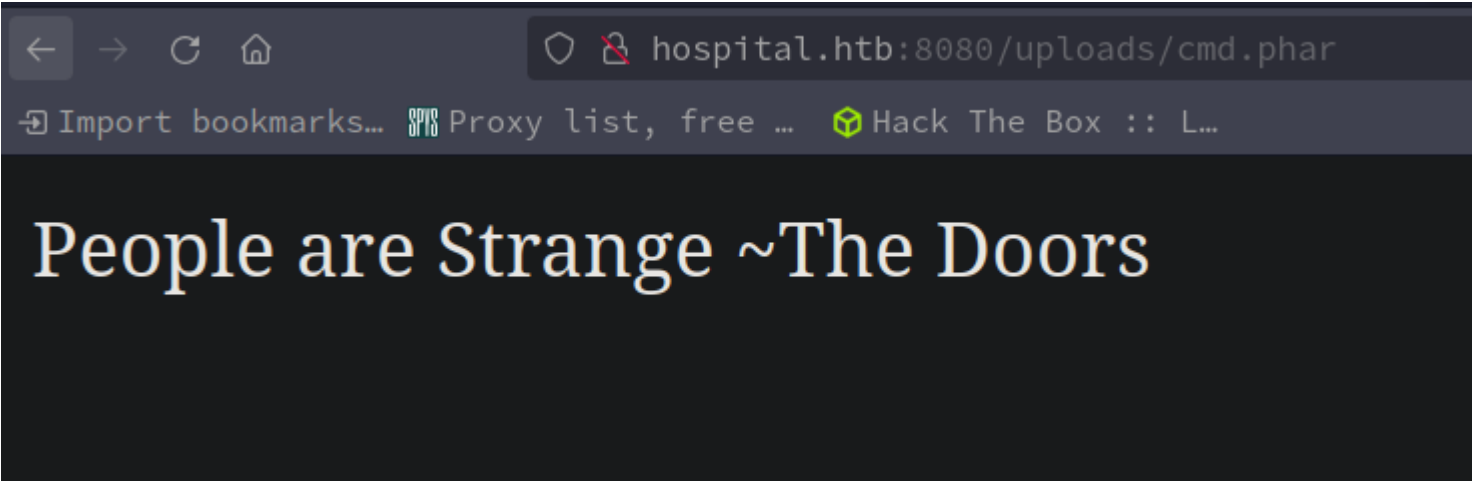 hospital.htb:8080/uploads/cmd.phar
Import bookmarks… SPYS Proxy list, free … Hack The Box :: L…
People are Strange ~The Doors